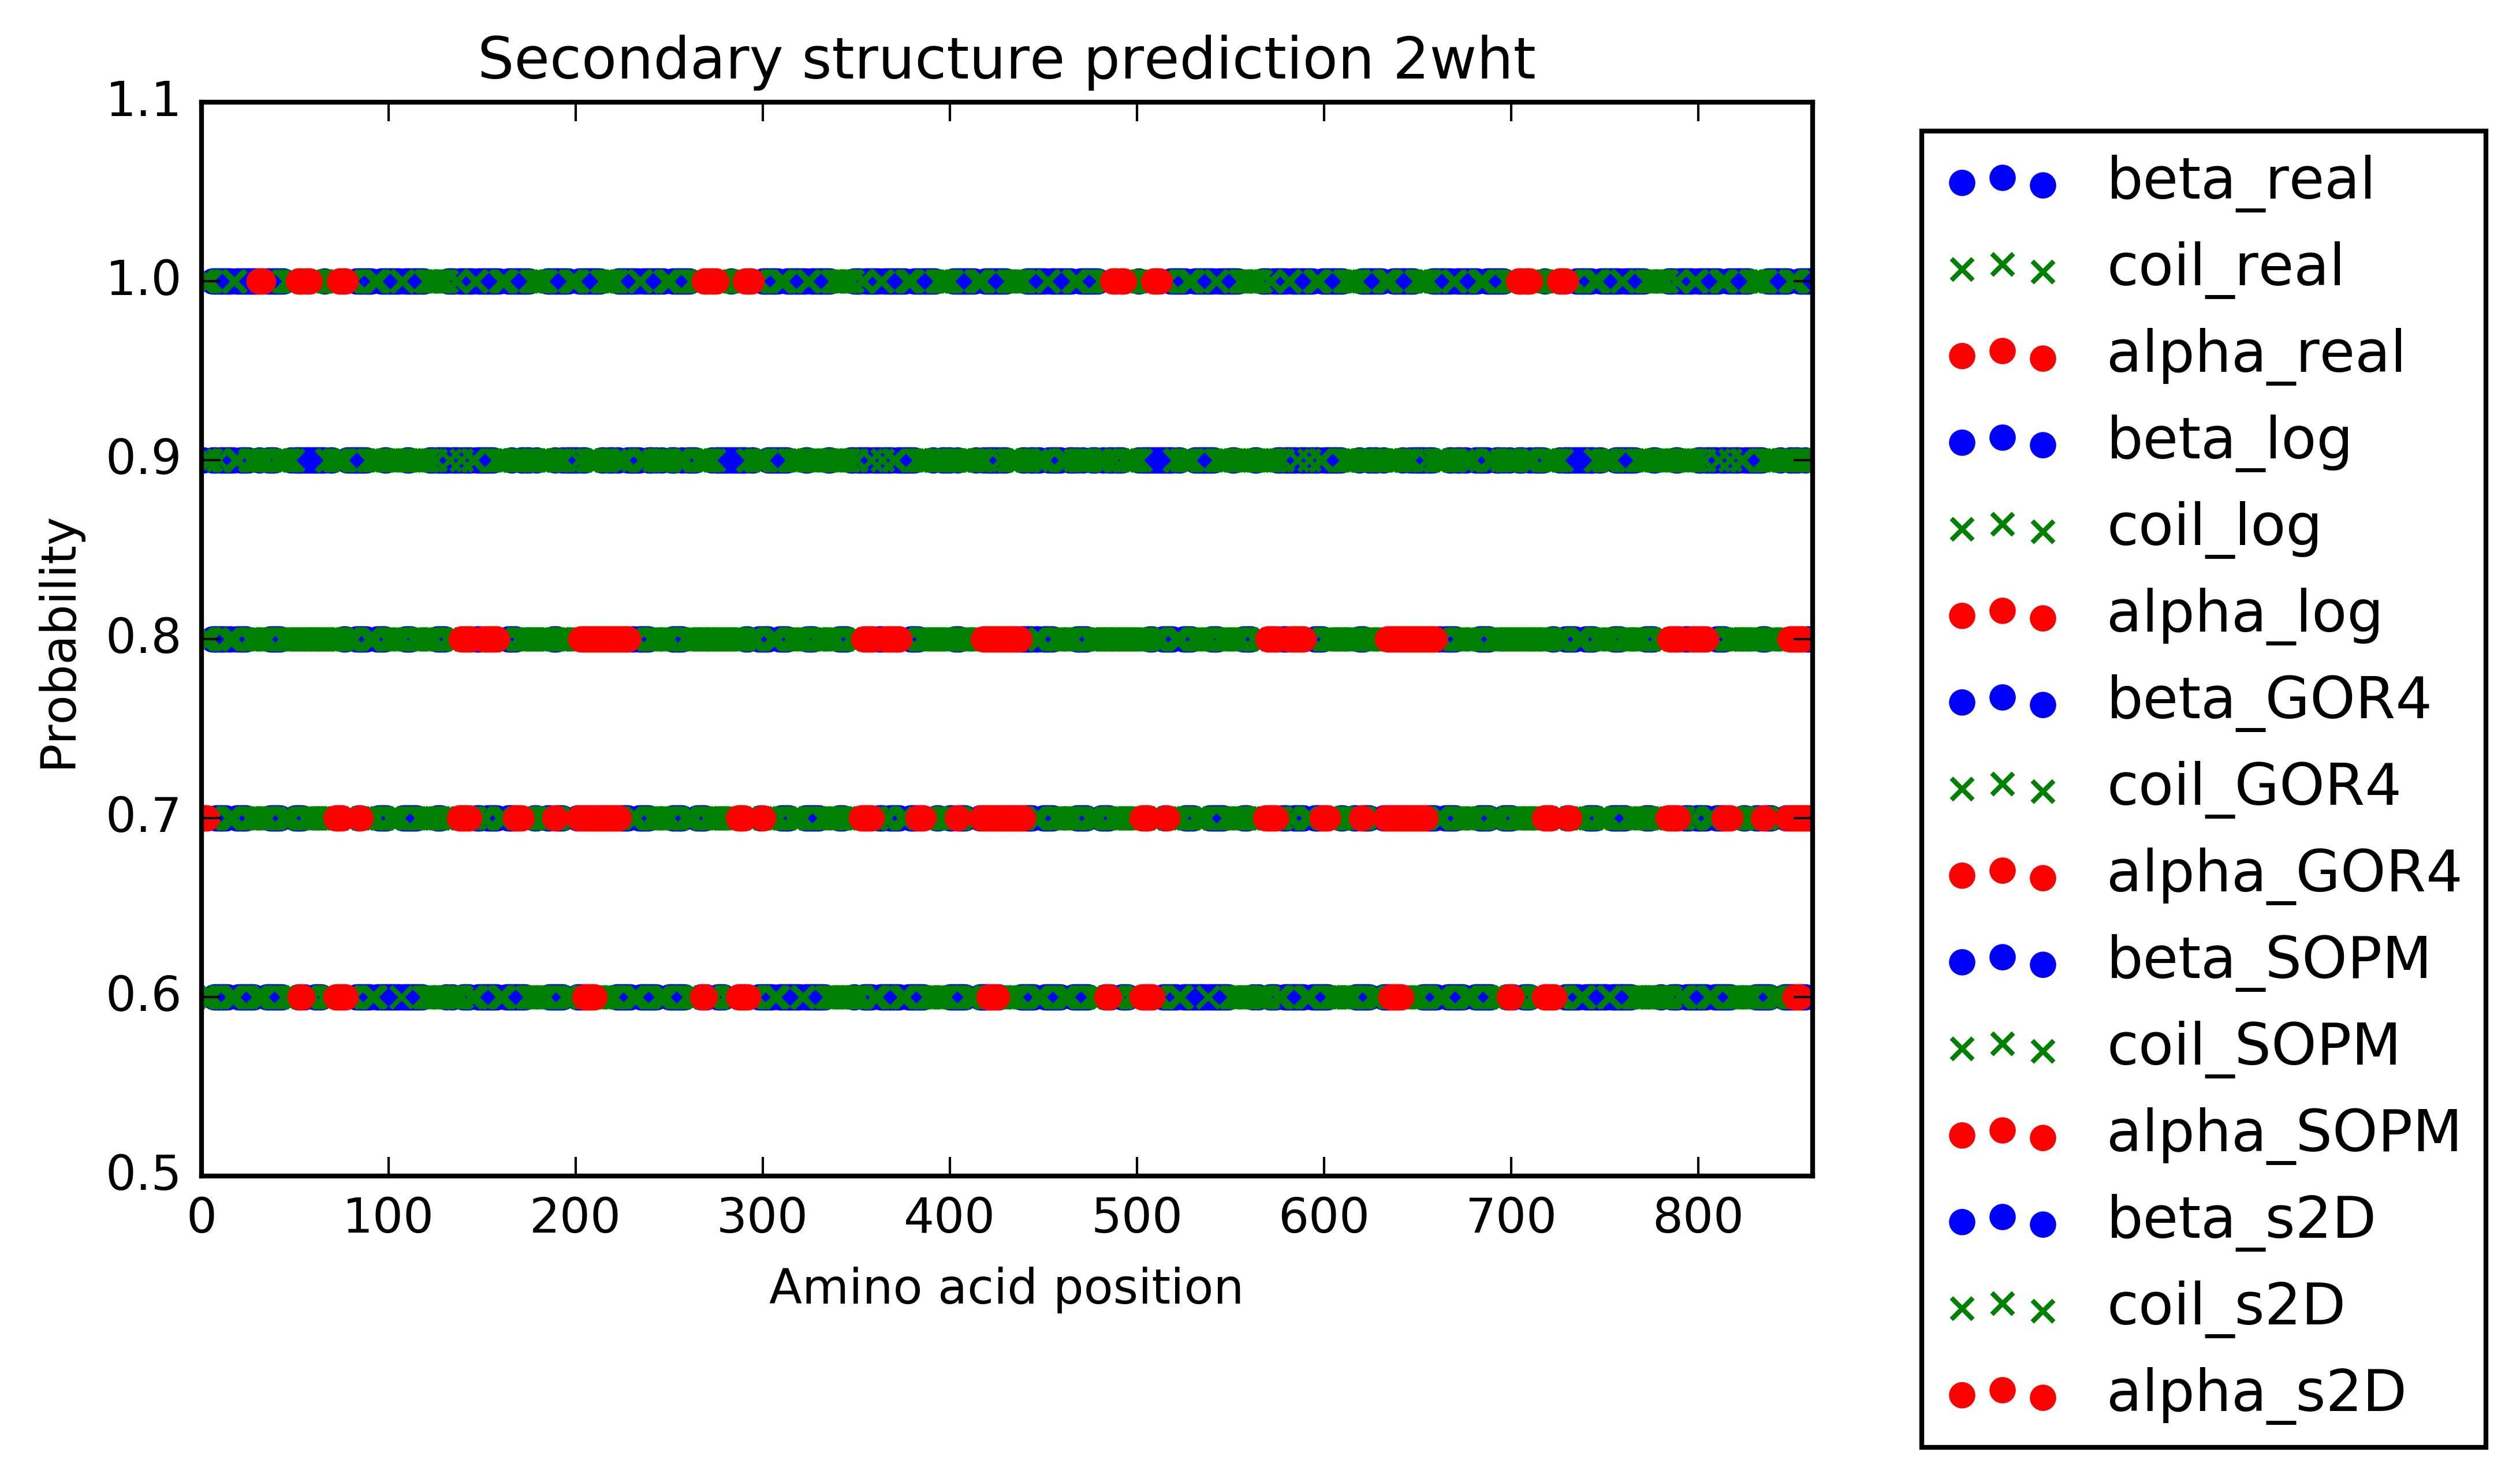 Secondary structure prediction 2wht
1.1
1.0
0.9
0.8
0.7
0.6
0.5
Probability
0 100 200 300 400 500 600 700 800
Amino acid position
beta_real
coil_real
alpha_real
beta_log
coil_log
alpha_log
beta_GOR4
coil_GOR4
alpha_GOR4
beta_SOPM
coil_SOPM
alpha_SOPM
beta_s2D
coil_s2D
alpha_s2D